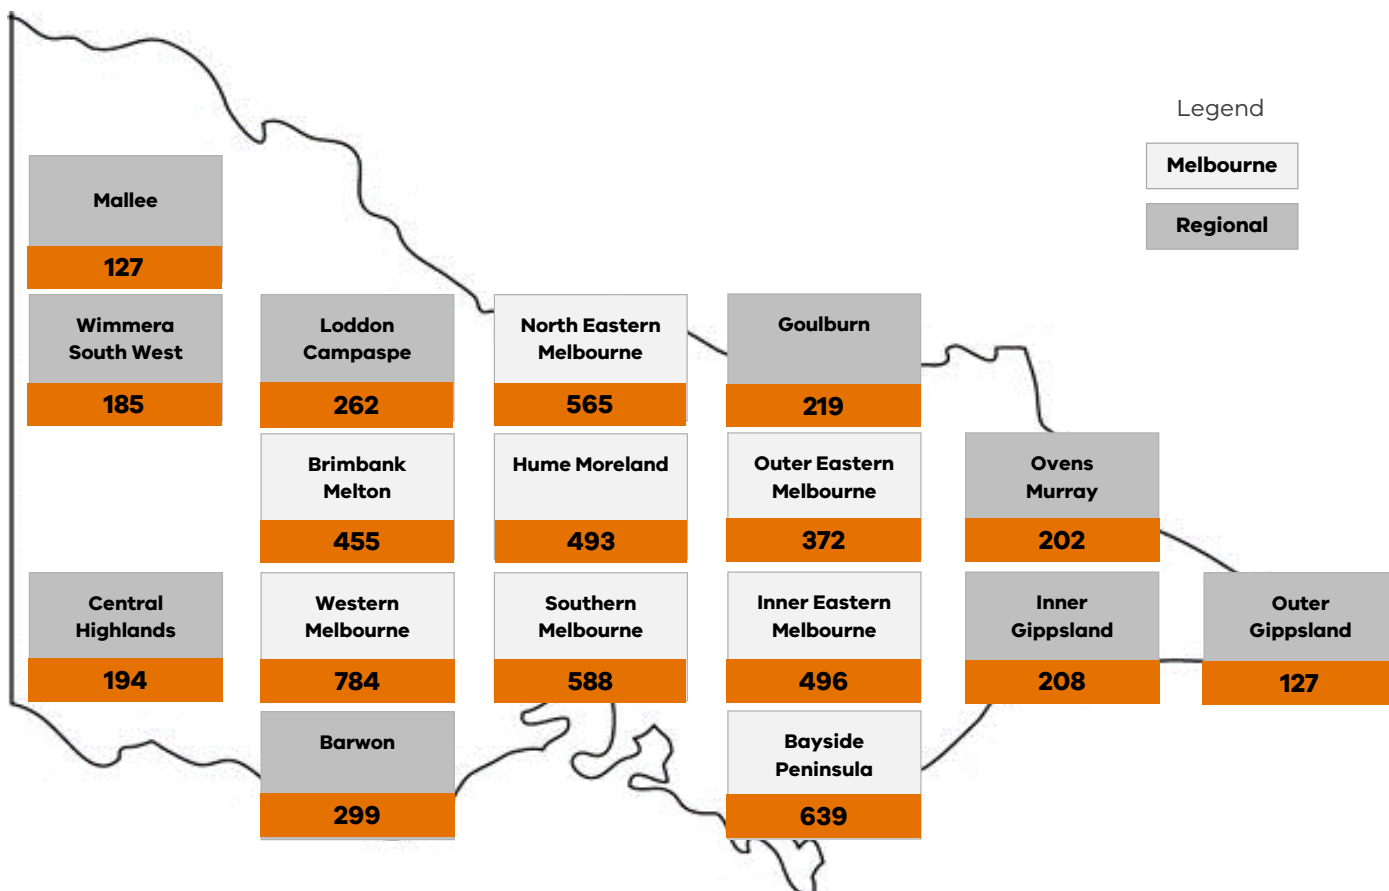 Legend
Melbourne
Regional
Mallee
127
Wimmera
South West
185
Loddon
Campaspe
262
North Eastern
Melbourne
565
Goulburn
219
Brimbank
Melton
455
Hume Moreland
493
Outer Eastern
Melbourne
372
Ovens
Murray
202
Central
Highlands
194
Western
Melbourne
784
Southern
Melbourne
588
Inner Eastern
Melbourne
496
Inner
Gippsland
208
Outer
Gippsland
127
Barwon
299
Bayside
Peninsula
639